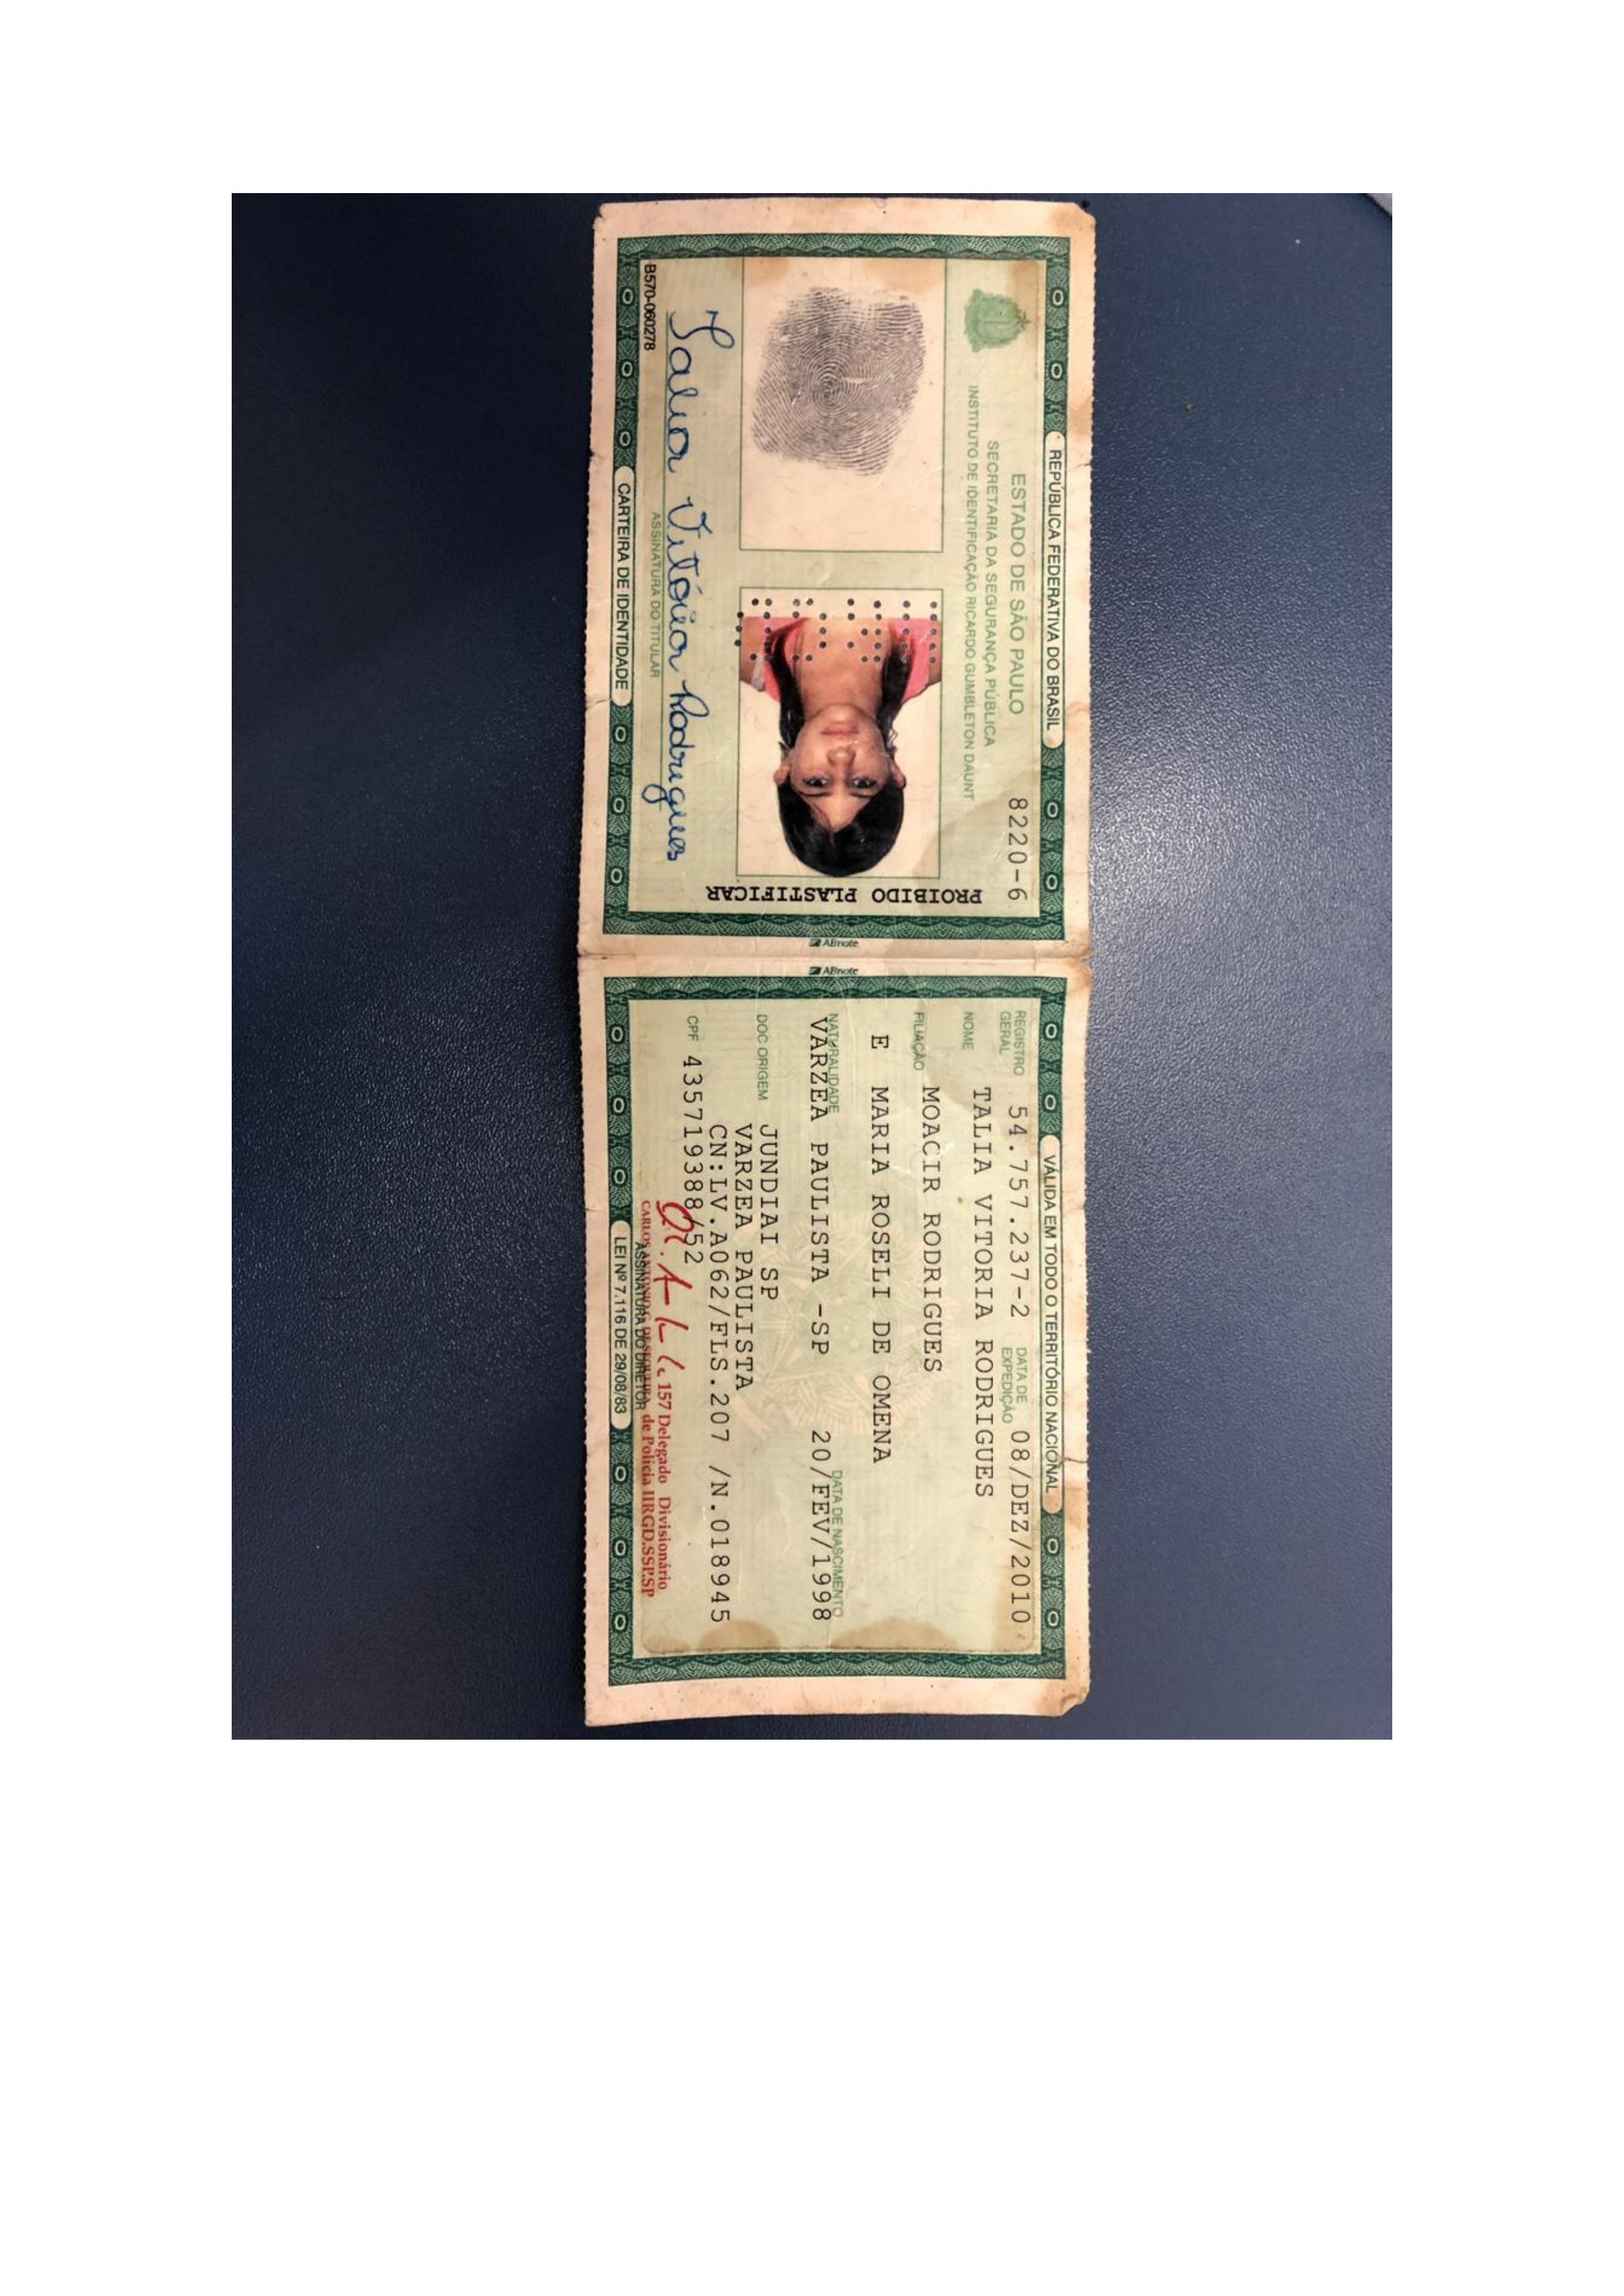 REPÚBLICA FEDERATIVA DO BRASIL
ESTADO DE SÃO PAULO
8220-6
SECRETARIA DA SEGURANÇA PÚBLICA
INSTITUTO DE IDENTIFICAÇÃO RICARDO GUMBLETON DAUNT
PROIBIDO PLASTIFICAR
Talia Vitória Rodrigues
ASSINATURA DO TITULAR
B570-060278
CARTEIRA DE IDENTIDADE
ABnote
ABnote
VÁLIDA EM TODO O TERRITÓRIO NACIONAL
REGISTRO GERAL 54.757.237-2 DATA DE EXPEDIÇÃO 08/DEZ/2010
NOME TALIA VITORIA RODRIGUES
FILIAÇÃO MOACIR RODRIGUES
E MARIA ROSELI DE OMENA
NATURALIDADE DATA DE NASCIMENTO
VARZEA PAULISTA -SP 20/FEV/1998
DOC ORIGEM JUNDIAI SP
VARZEA PAULISTA
CN:LV.A062/FLS.207 /N.018945
CPF 435719388/52
157 Delegado Divisionário
CARLOS ANTONIO de Polícia IIRGD.SSP.SP
ASSINATURA DO DIRETOR
LEI Nº 7.116 DE 29/08/83